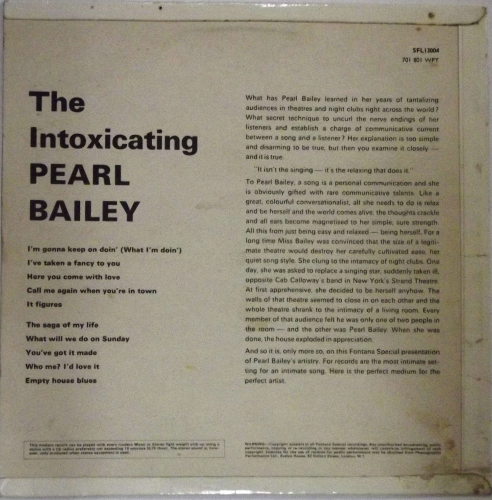 SFL13004
701 801 WPY
The
Intoxicating
PEARL
BAILEY
I'm gonna keep on doin' (What I'm doin')
I've taken a fancy to you
Here you come with love
Call me again when you're in town
It figures
The saga of my life
What will we do on Sunday
You've got it made
Who me? I'd love it
Empty house blues
What has Pearl Bailey learned in her years of tantalizing
audiences in theatres and night clubs right across the world?
What secret technique to uncurl the nerve endings of her
listeners and establish a charge of communicative current
between a song and a listener? Her explanation is too simple
and disarming to be true, but then you examine it closely —
and it is true.
"It isn't the singing — it's the relaxation that does it."
To Pearl Bailey, a song is a personal communication and she
is obviously gifted with rare communicative talents. Like a
great, colourful conversationalist, all she needs to do is relax
and be herself and the world comes alive, the thoughts crackle
and all ears become magnetised to her simple, sure strength.
All this from just being easy and relaxed — being herself. For a
long time Miss Bailey was convinced that the size of a legiti-
mate theatre would destroy her carefully cultivated ease, her
quiet song style. She clung to the intamacy of night clubs. One
day, she was asked to replace a singing star, suddenly taken ill,
opposite Cab Calloway's band in New York's Strand Theatre.
At first apprehensive, she decided to be herself anyhow. The
walls of that theatre seemed to close in on each other and the
whole theatre shrank to the intimacy of a living room. Every
member of that audience felt he was only one of two people in
the room — and the other was Pearl Bailey. When she was
done, the house exploded in appreciation.
And so it is, only more so, on this Fontana Special presentation
of Pearl Bailey's artistry. For records are the most intimate set-
ting for an intimate song. Here is the perfect medium for the
perfect artist.